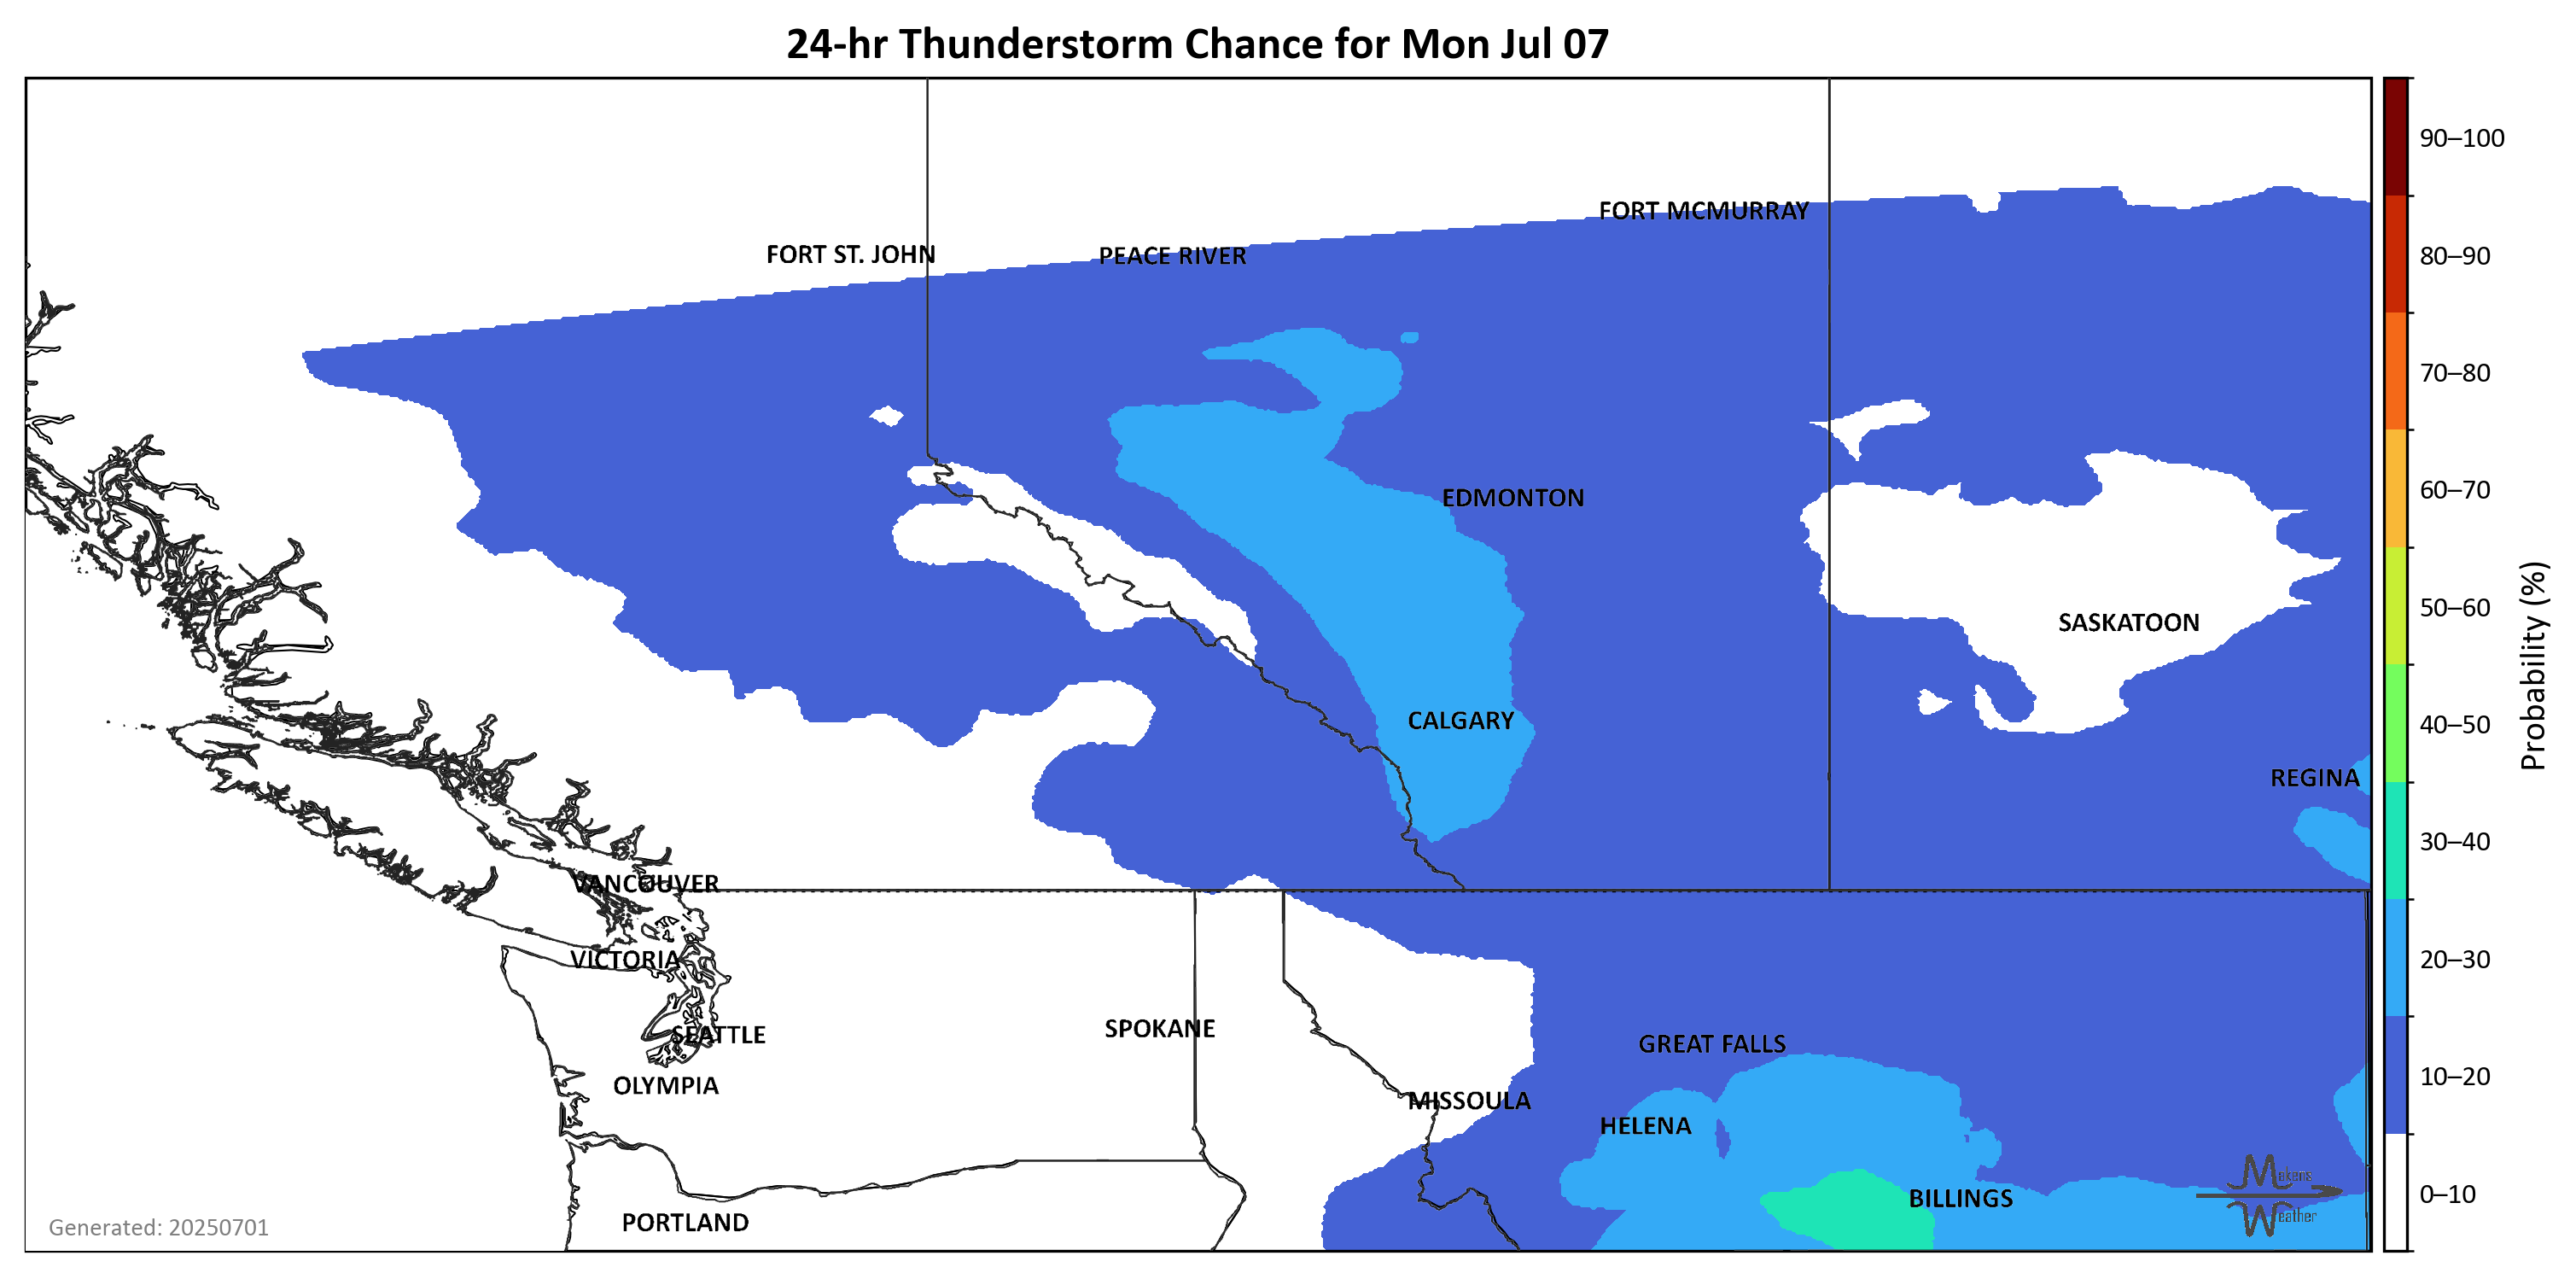 24-hr Thunderstorm Chance for Mon Jul 07
90–100
FORT MCMURRAY
FORT ST. JOHN
PEACE RIVER
80–90
70–80
EDMONTON
60–70
SASKATOON
50–60
CALGARY
40–50
Probability (%)
REGINA
30–40
VANCOUVER
VICTORIA
20–30
SEATTLE
SPOKANE
GREAT FALLS
OLYMPIA
MISSOULA
10–20
HELENA
Mekens
BILLINGS
0–10
Weather
PORTLAND
Generated: 20250701